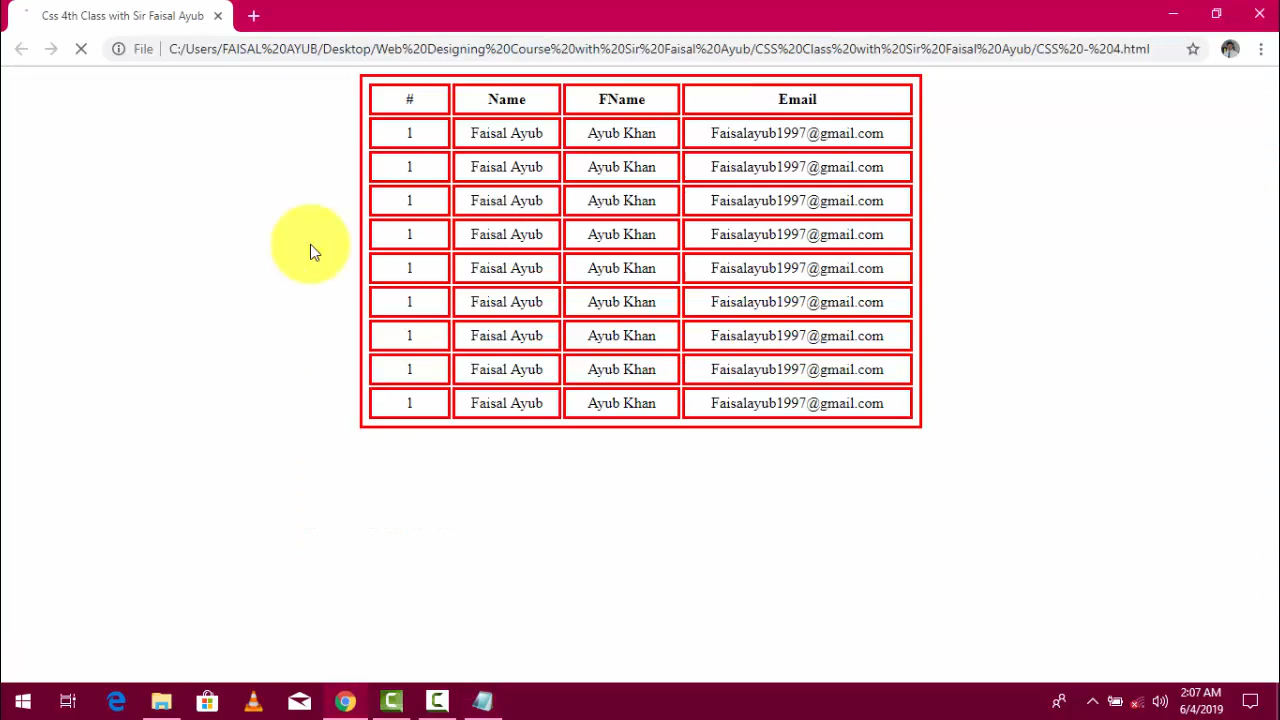 Css 4th Class with Sir Faisal Ayub
File C:/Users/FAISAL%20AYUB/Desktop/Web%20Designing%20Course%20with%20Sir%20Faisal%20Ayub/CSS%20Class%20with%20Sir%20Faisal%20Ayub/CSS%20-%204.html
# Name FName Email
1 Faisal Ayub Ayub Khan Faisalayub1997@gmail.com
1 Faisal Ayub Ayub Khan Faisalayub1997@gmail.com
1 Faisal Ayub Ayub Khan Faisalayub1997@gmail.com
1 Faisal Ayub Ayub Khan Faisalayub1997@gmail.com
1 Faisal Ayub Ayub Khan Faisalayub1997@gmail.com
1 Faisal Ayub Ayub Khan Faisalayub1997@gmail.com
1 Faisal Ayub Ayub Khan Faisalayub1997@gmail.com
1 Faisal Ayub Ayub Khan Faisalayub1997@gmail.com
1 Faisal Ayub Ayub Khan Faisalayub1997@gmail.com
2:07 AM
6/4/2019